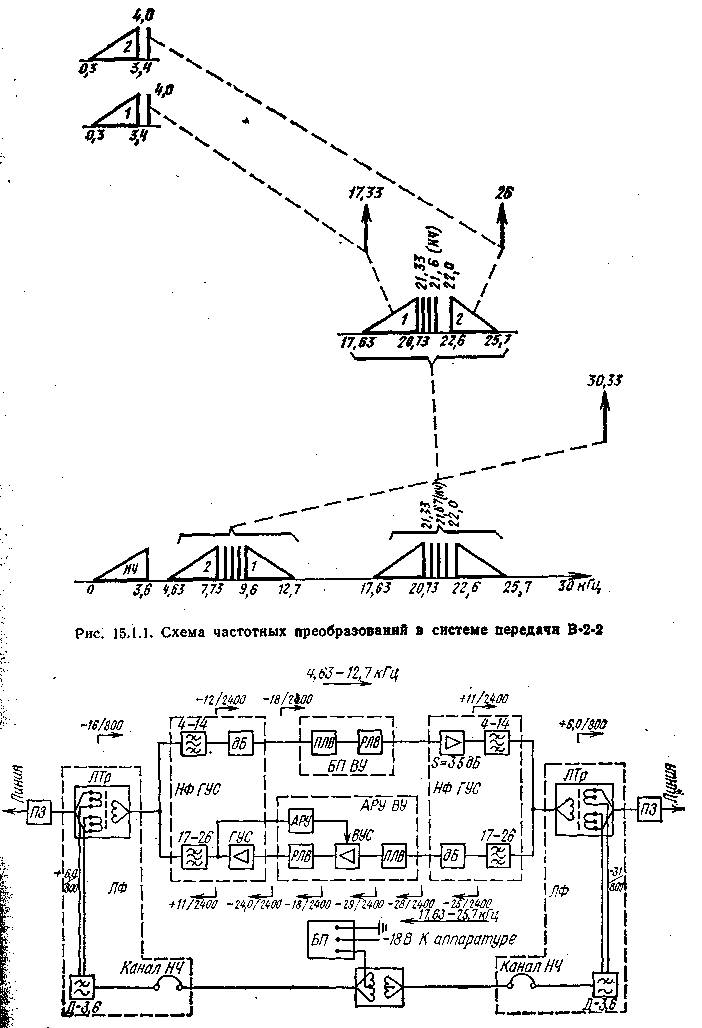 4,0
2
0,3 3,4
4,0
1
0,3 3,4
17,33 26
21,33
21,6 (КЧ)
22,0
1 2
17,63 20,73 22,6 25,7
30,33
21,33
21,67 (КЧ)
22,0
НЧ 2 1
0 3,6 4,63 7,73 9,6 12,7 17,63 20,73 22,6 25,7 30 кГц
Рис. 15.1.1. Схема частотных преобразований в системе передачи В-2-2
4,63-12,7 кГц
-16/800 -12/2400 -18/2400 +11/2400 +6,0/800
4-14 ДБ ПЛВ РЛВ 4-14
БП ВУ S=35дБ
Линия ПЗ ЛТр НФ ГУС НФ ГУС ЛТр ПЗ Линия
АРУ ВУ
АРУ ВУС
17-26 ГУС РЛВ ПЛВ ДБ 17-26
+11/2400 -24,0/2400 -18/2400 -29/2400 -28/2400 -25/2400
17,63-25,7кГц
ЛФ ЛФ
БП -18В К аппаратуре
Канал НЧ Канал НЧ
Д-3,6 Д-3,6